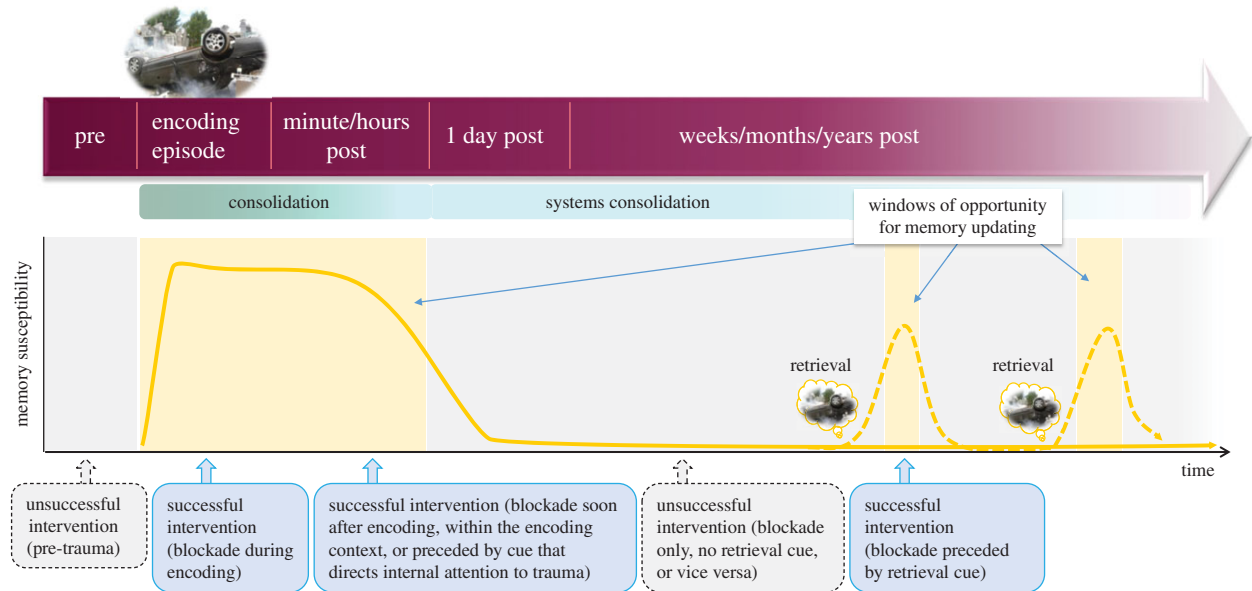 pre
encoding
episode
minute/hours
post
1 day post
weeks/months/years post
consolidation
systems consolidation
windows of opportunity
for memory updating
memory susceptibility
retrieval
retrieval
time
unsuccessful
intervention
(pre-trauma)
successful
intervention
(blockade during
encoding)
successful intervention (blockade soon
after encoding, within the encoding
context, or preceded by cue that
directs internal attention to trauma)
unsuccessful
intervention (blockade
only, no retrieval cue,
or vice versa)
successful
intervention
(blockade preceded
by retrieval cue)